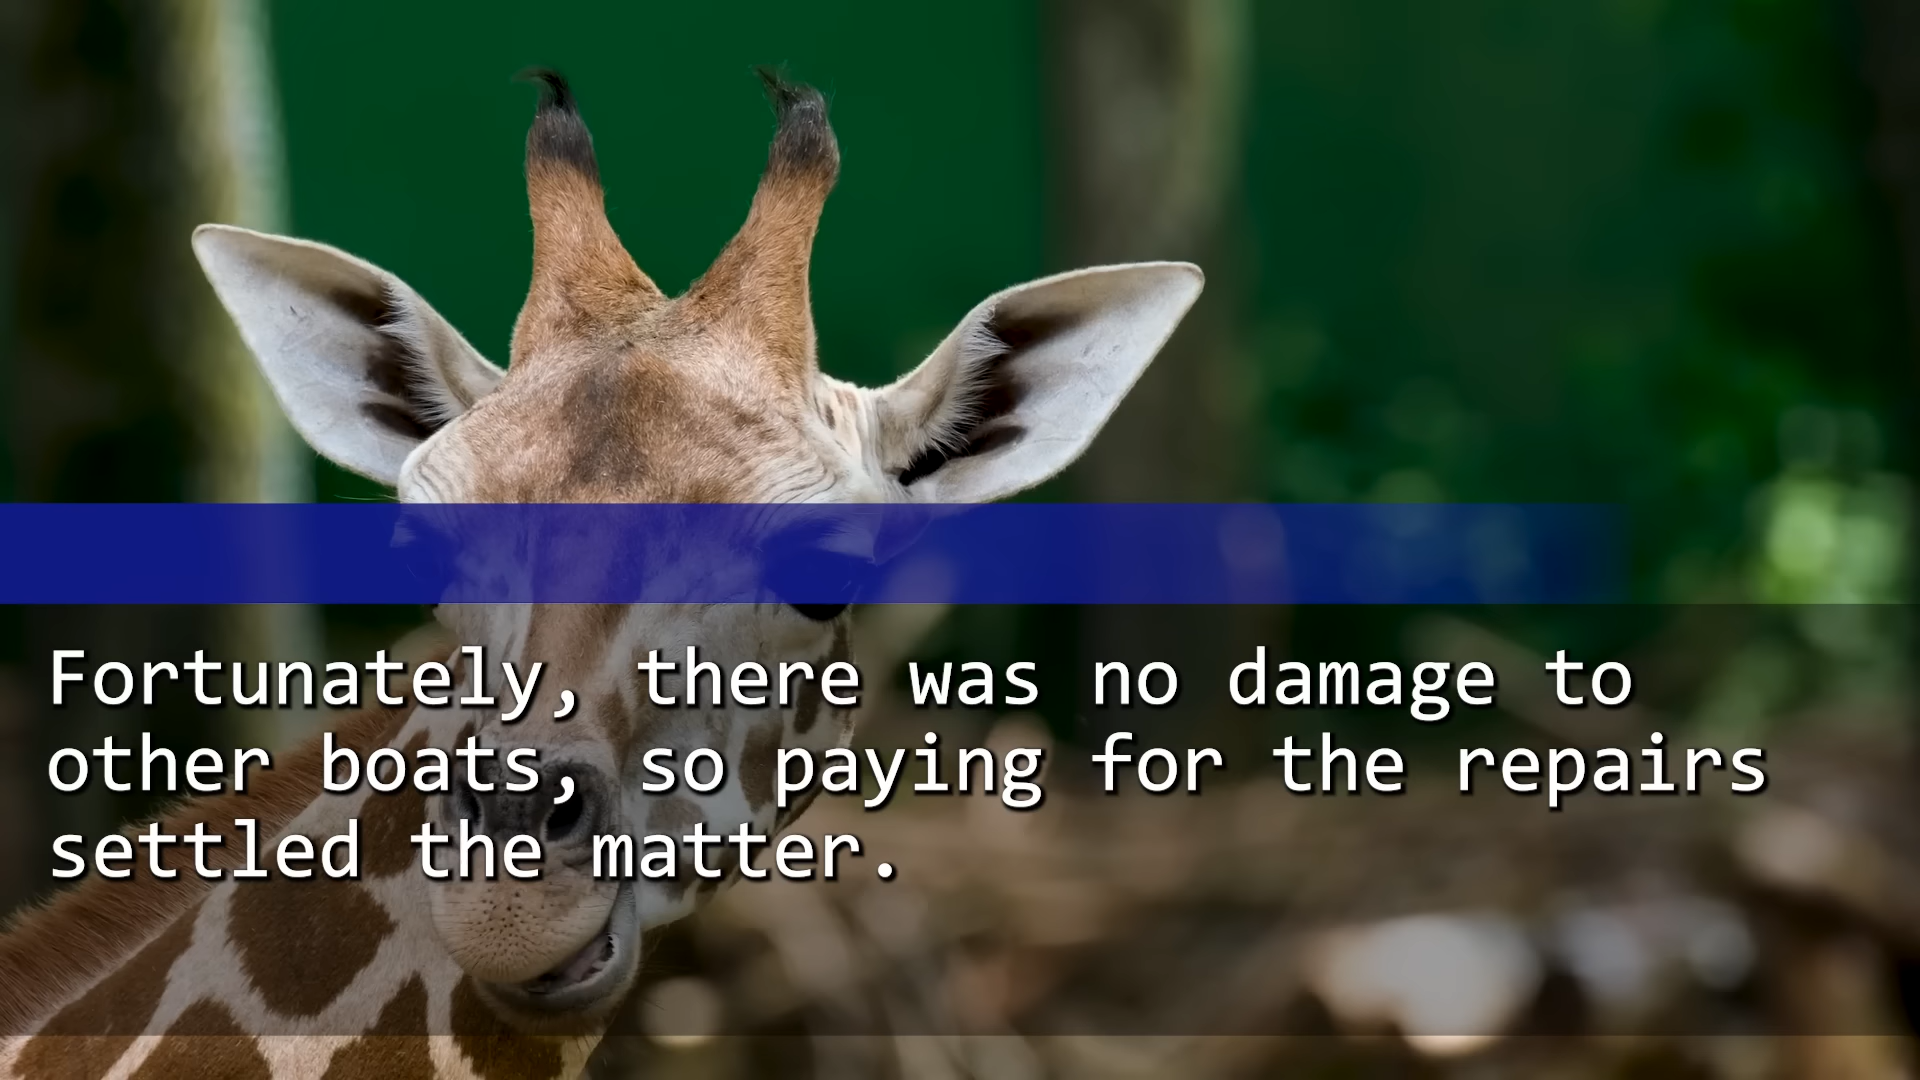 Fortunately, there was no damage to
other boats, so paying for the repairs
settled the matter.